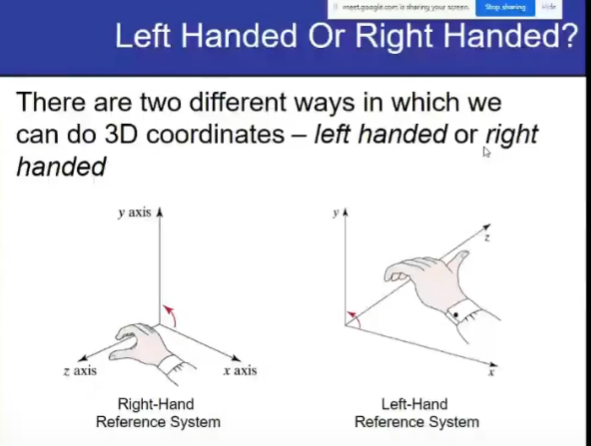 meet.google.com is sharing your screen. Stop sharing Hide
Left Handed Or Right Handed?
There are two different ways in which we
can do 3D coordinates – left handed or right
handed
y axis
z axis
x axis
Right-Hand
Reference System
y
z
x
Left-Hand
Reference System